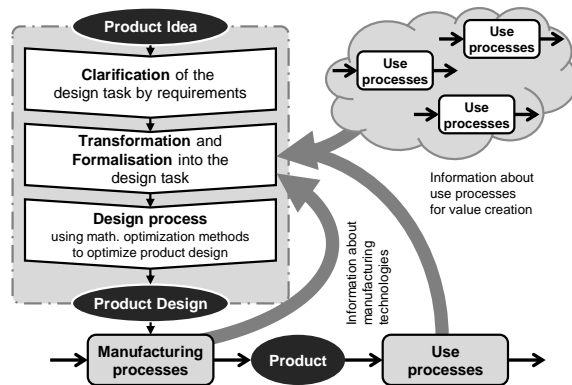 Product Idea
Clarification of the
design task by requirements
Transformation and
Formalisation into the
design task
Design process
using math. optimization methods
to optimize product design
Product Design
Manufacturing
processes
Product
Use
processes
Use
processes
Use
processes
Use
processes
Information about
use processes
for value creation
Information about
manufacturing
technologies